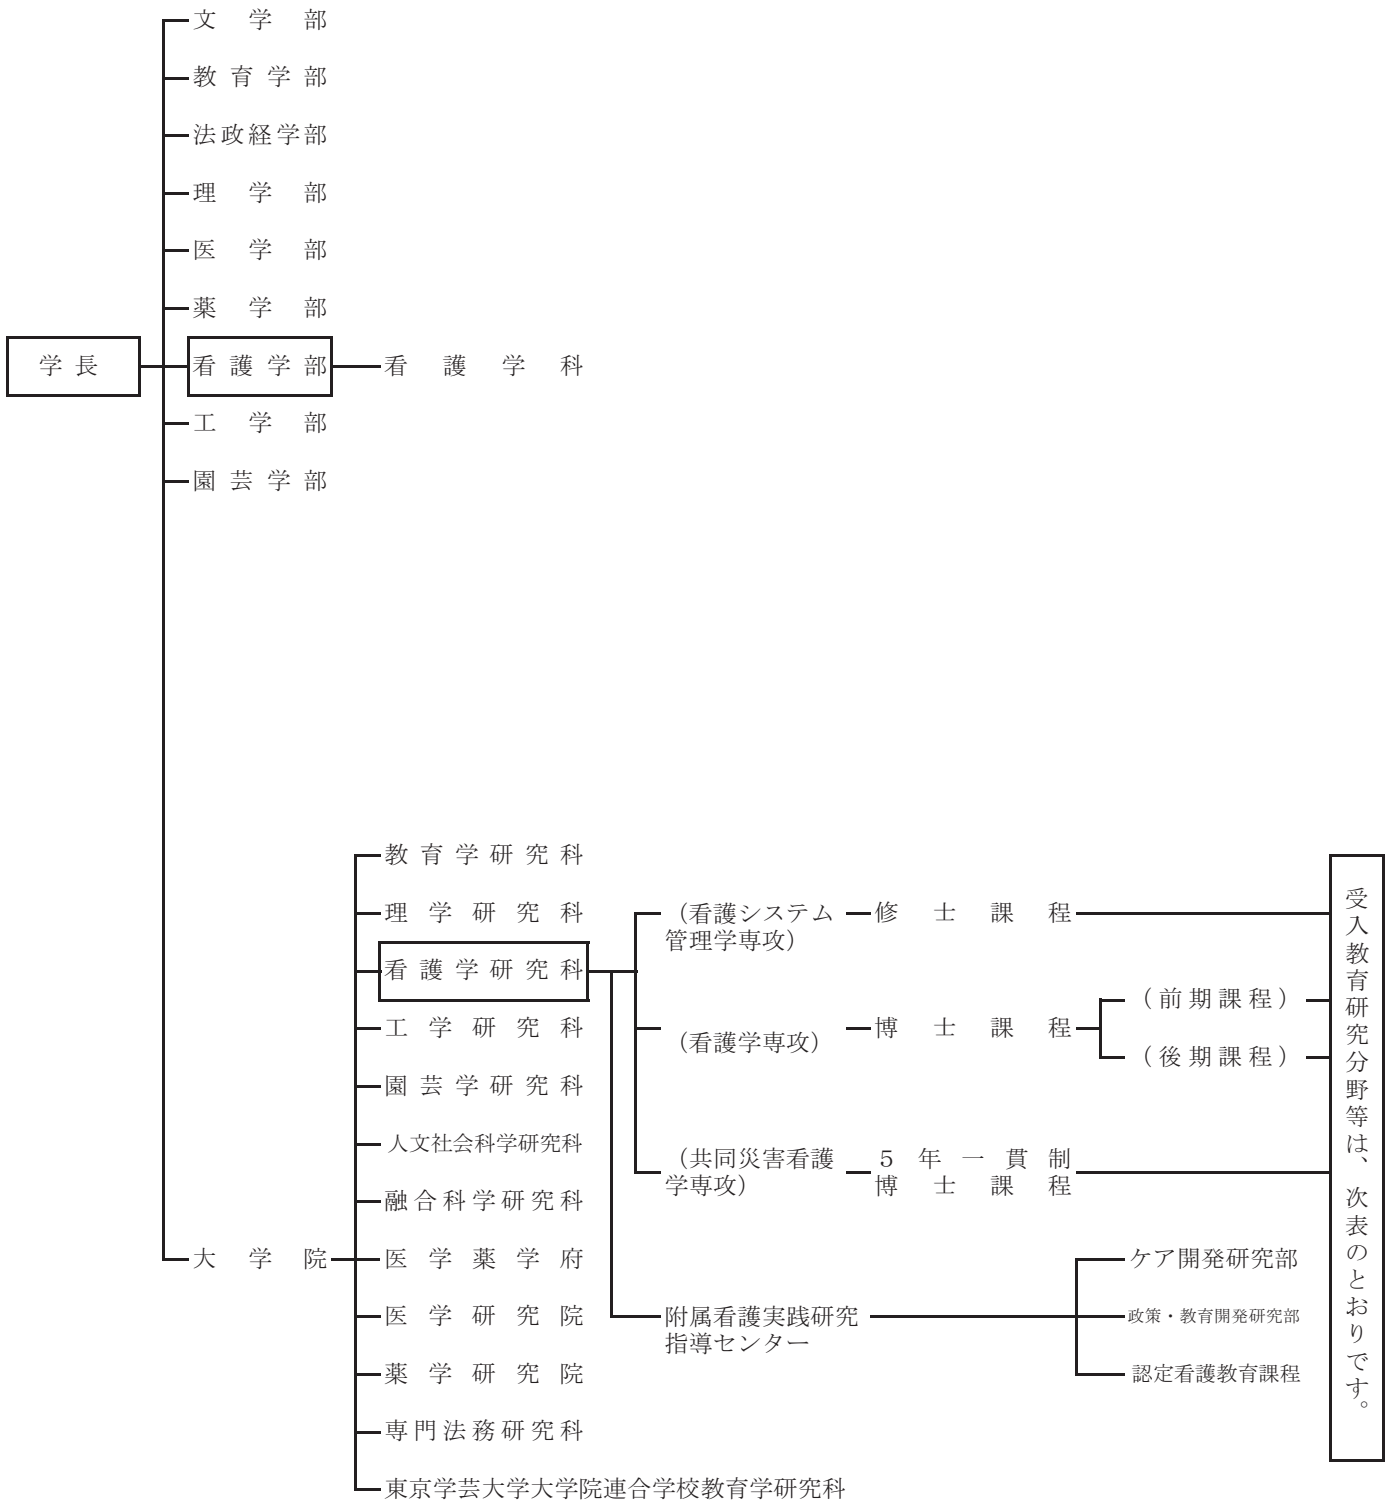 文学部
教育学部
法政経学部
理学部
医学部
薬学部
学長
看護学部
看護学科
工学部
園芸学部
教育学研究科
理学研究科
（看護システム
管理学専攻）
修士課程
看護学研究科
（前期課程）
工学研究科
（看護学専攻）
博士課程
（後期課程）
園芸学研究科
人文社会科学研究科
（共同災害看護
学専攻）
５年一貫制
博士課程
融合科学研究科
大学院
医学薬学府
ケア開発研究部
医学研究院
附属看護実践研究
指導センター
政策・教育開発研究部
薬学研究院
認定看護教育課程
専門法務研究科
東京学芸大学大学院連合学校教育学研究科
受入教育研究分野等は、次表のとおりです。